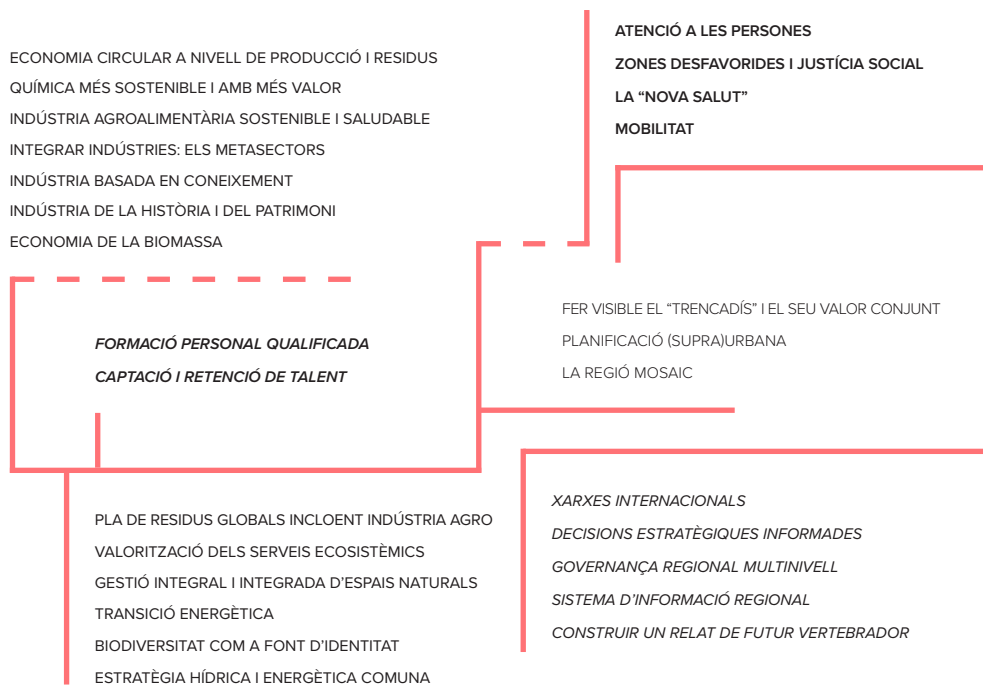 ECONOMIA CIRCULAR A NIVELL DE PRODUCCIÓ I RESIDUS
QUÍMICA MÉS SOSTENIBLE I AMB MÉS VALOR
INDÚSTRIA AGROALIMENTÀRIA SOSTENIBLE I SALUDABLE
INTEGRAR INDÚSTRIES: ELS METASECTORS
INDÚSTRIA BASADA EN CONEIXEMENT
INDÚSTRIA DE LA HISTÒRIA I DEL PATRIMONI
ECONOMIA DE LA BIOMASSA
ATENCIÓ A LES PERSONES
ZONES DESFAVORIDES I JUSTÍCIA SOCIAL
LA “NOVA SALUT”
MOBILITAT
FORMACIÓ PERSONAL QUALIFICADA
CAPTACIÓ I RETENCIÓ DE TALENT
FER VISIBLE EL “TRENCADÍS” I EL SEU VALOR CONJUNT
PLANIFICACIÓ (SUPRA)URBANA
LA REGIÓ MOSAIC
PLA DE RESIDUS GLOBALS INCLOENT INDÚSTRIA AGRO
VALORITZACIÓ DELS SERVEIS ECOSISTÈMICS
GESTIÓ INTEGRAL I INTEGRADA D’ESPAIS NATURALS
TRANSICIÓ ENERGÈTICA
BIODIVERSITAT COM A FONT D’IDENTITAT
ESTRATÈGIA HÍDRICA I ENERGÈTICA COMUNA
XARXES INTERNACIONALS
DECISIONS ESTRATÈGIQUES INFORMADES
GOVERNANÇA REGIONAL MULTINIVELL
SISTEMA D’INFORMACIÓ REGIONAL
CONSTRUIR UN RELAT DE FUTUR VERTEBRADOR